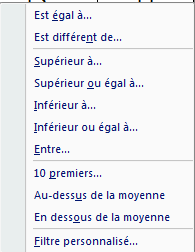 Est égal à...
Est différent de...
Supérieur à...
Supérieur ou égal à...
Inférieur à...
Inférieur ou égal à...
Entre...
10 premiers...
Au-dessus de la moyenne
En dessous de la moyenne
Filtre personnalisé...